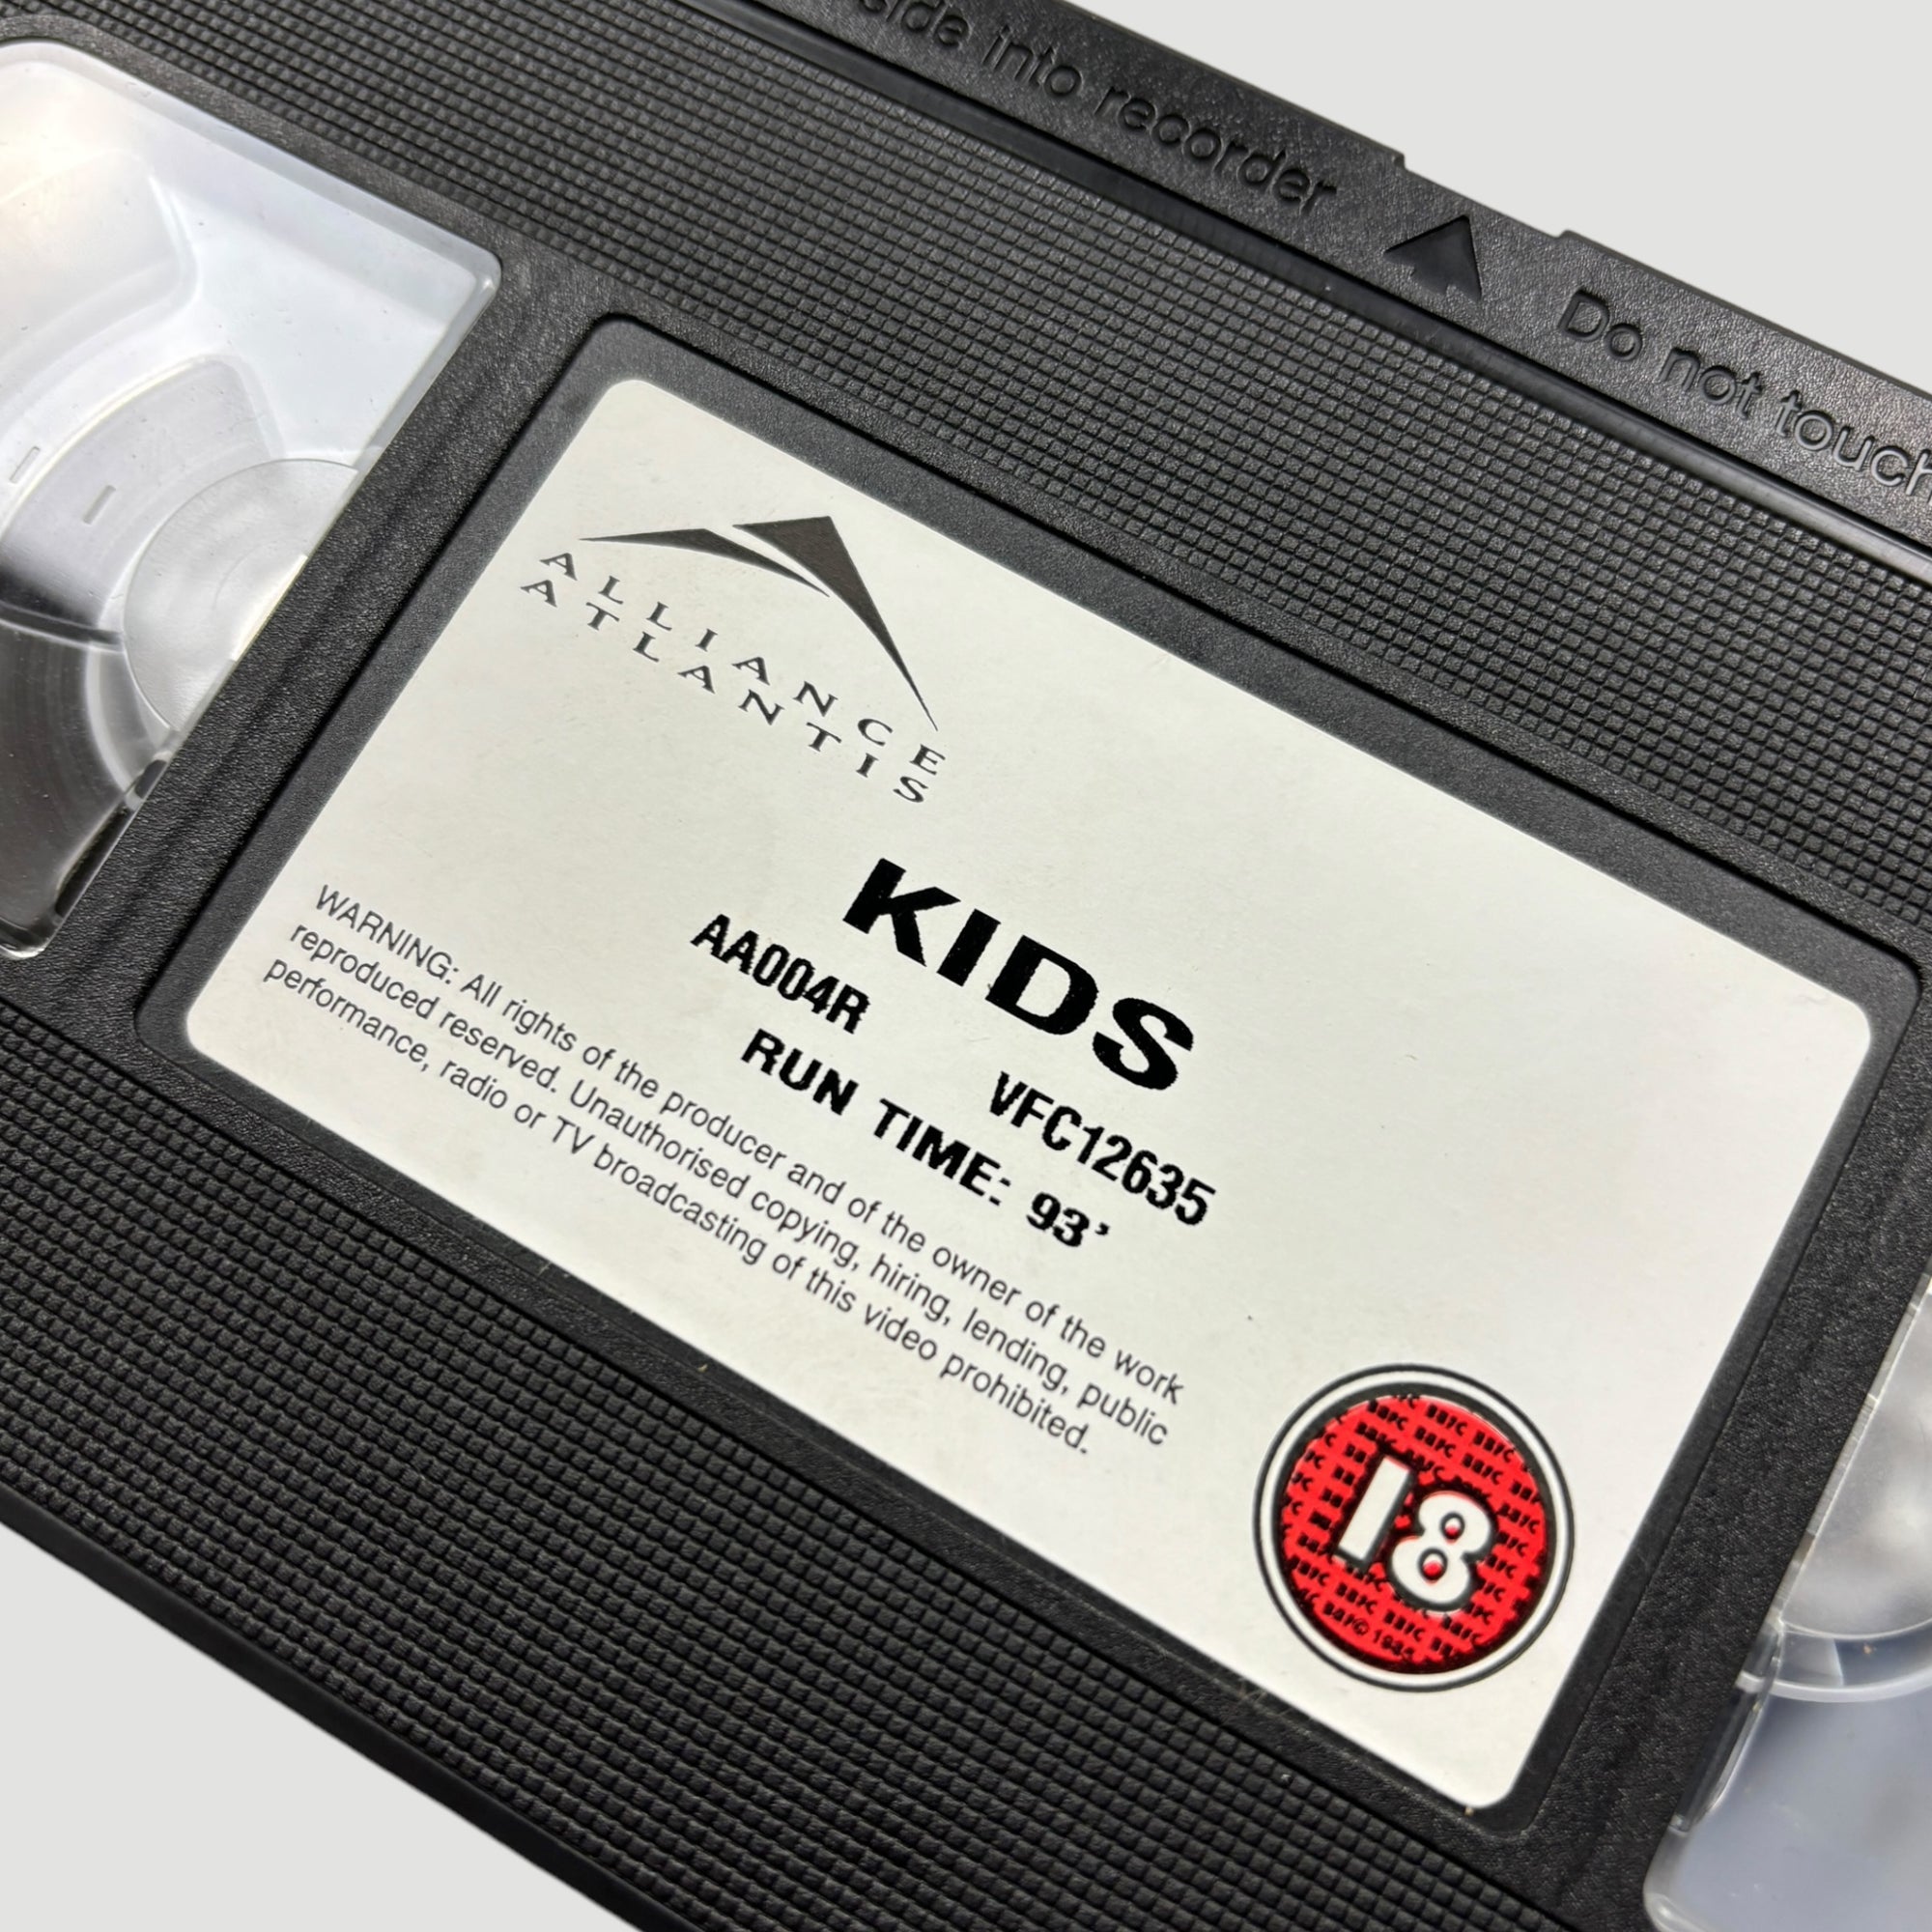 side into recorder
Do not touch
ALLIANCE
ATLANTIS
KIDS
AA004R VFC12635
RUN TIME: 93’
WARNING: All rights of the producer and of the owner of the work
reproduced reserved. Unauthorised copying, hiring, lending, public
performance, radio or TV broadcasting of this video prohibited.
18